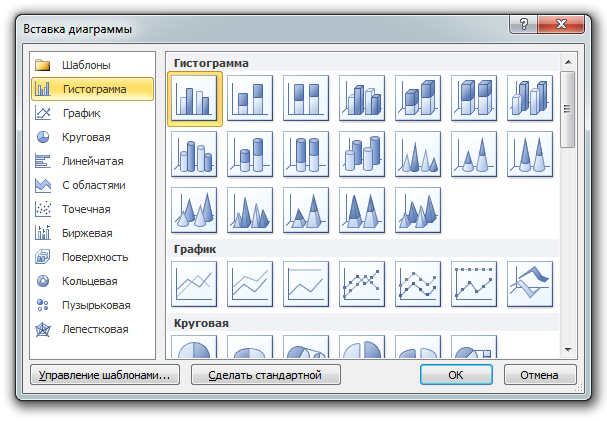 Вставка диаграммы
Шаблоны
Гистограмма
График
Круговая
Линейчатая
С областями
Точечная
Биржевая
Поверхность
Кольцевая
Пузырьковая
Лепестковая
Гистограмма
График
Круговая
Управление шаблонами...
Сделать стандартной
ОК
Отмена